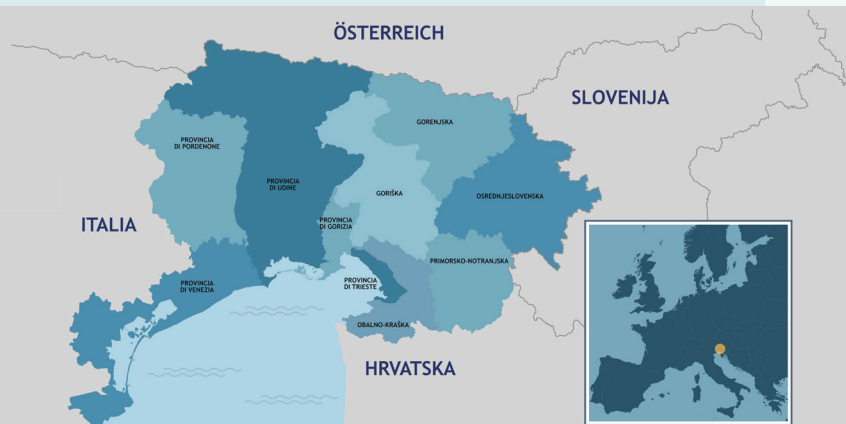 ÖSTERREICH
SLOVENIJA
GORENJSKA
PROVINCIA
DI PORDENONE
PROVINCIA
DI UDINE
GORIŠKA
OSREDNJESLOVENSKA
ITALIA
PROVINCIA
DI GORIZIA
PRIMORSKO-NOTRANJSKA
PROVINCIA
DI VENEZIA
PROVINCIA
DI TRIESTE
OBALNO-KRAŠKA
HRVATSKA